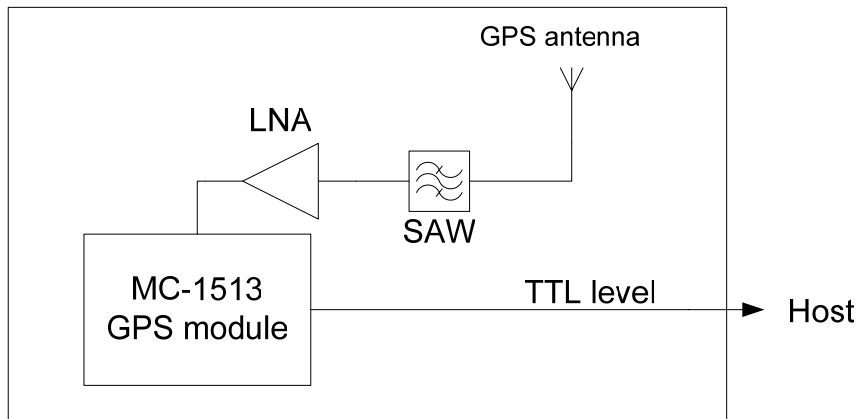 GPS antenna
LNA
SAW
MC-1513
GPS module
TTL level
Host